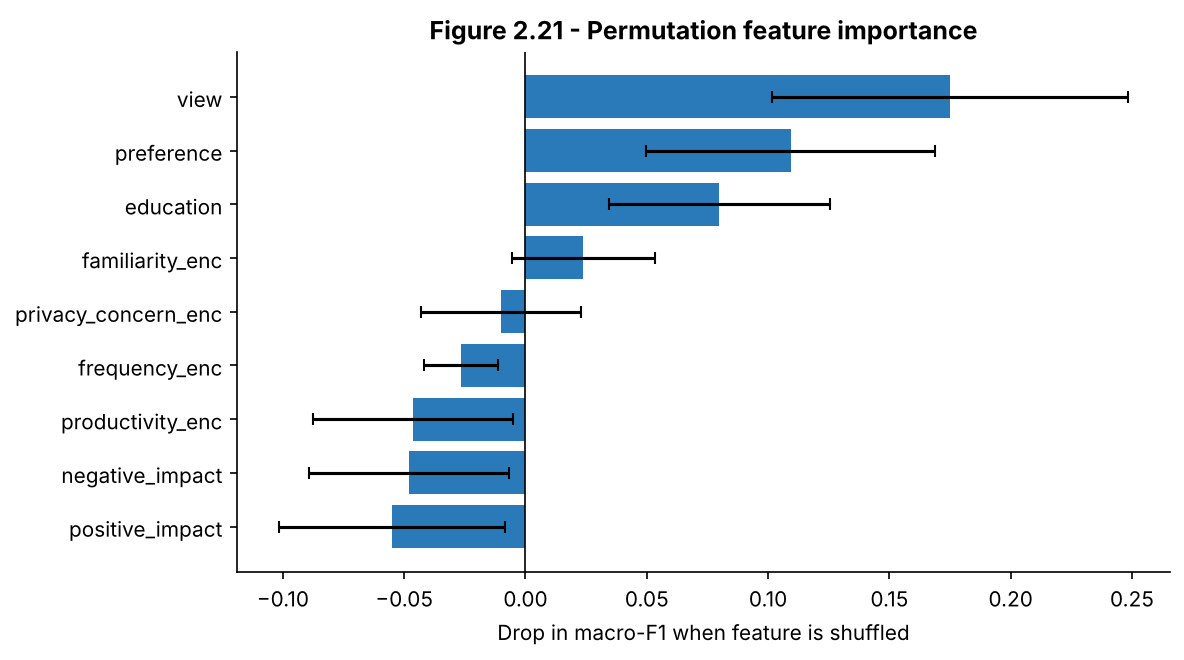 Figure 2.21 - Permutation feature importance
view
preference
education
familiarity_enc
privacy_concern_enc
frequency_enc
productivity_enc
negative_impact
positive_impact
−0.10 −0.05 0.00 0.05 0.10 0.15 0.20 0.25
Drop in macro-F1 when feature is shuffled